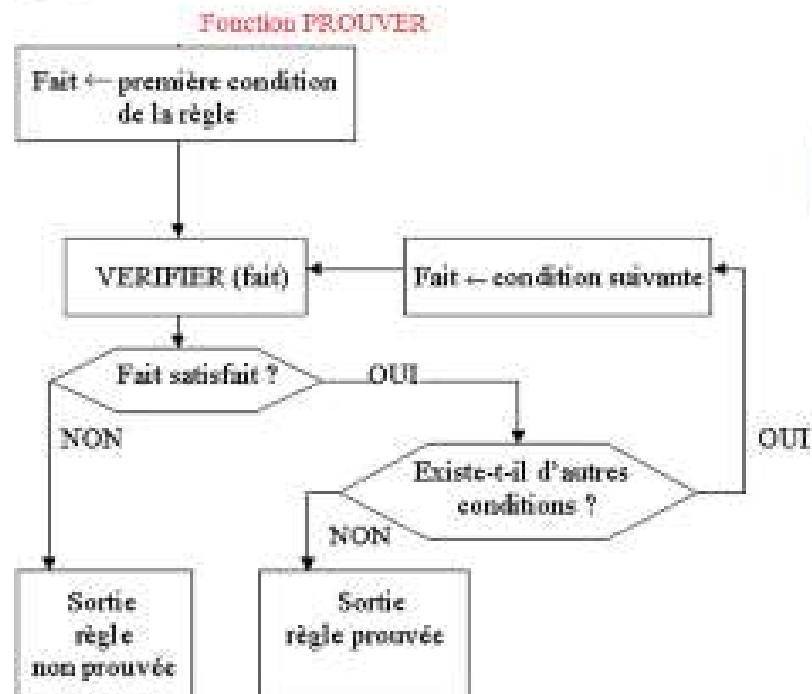 Fonction PROUVER
Fait ← première condition
de la règle
VERIFIER (fait)
Fait ← condition suivante
Fait satisfait ?
OUI
NON
OUI
Existe-t-il d'autres
conditions ?
NON
Sortie
règle
non prouvée
Sortie
règle prouvée